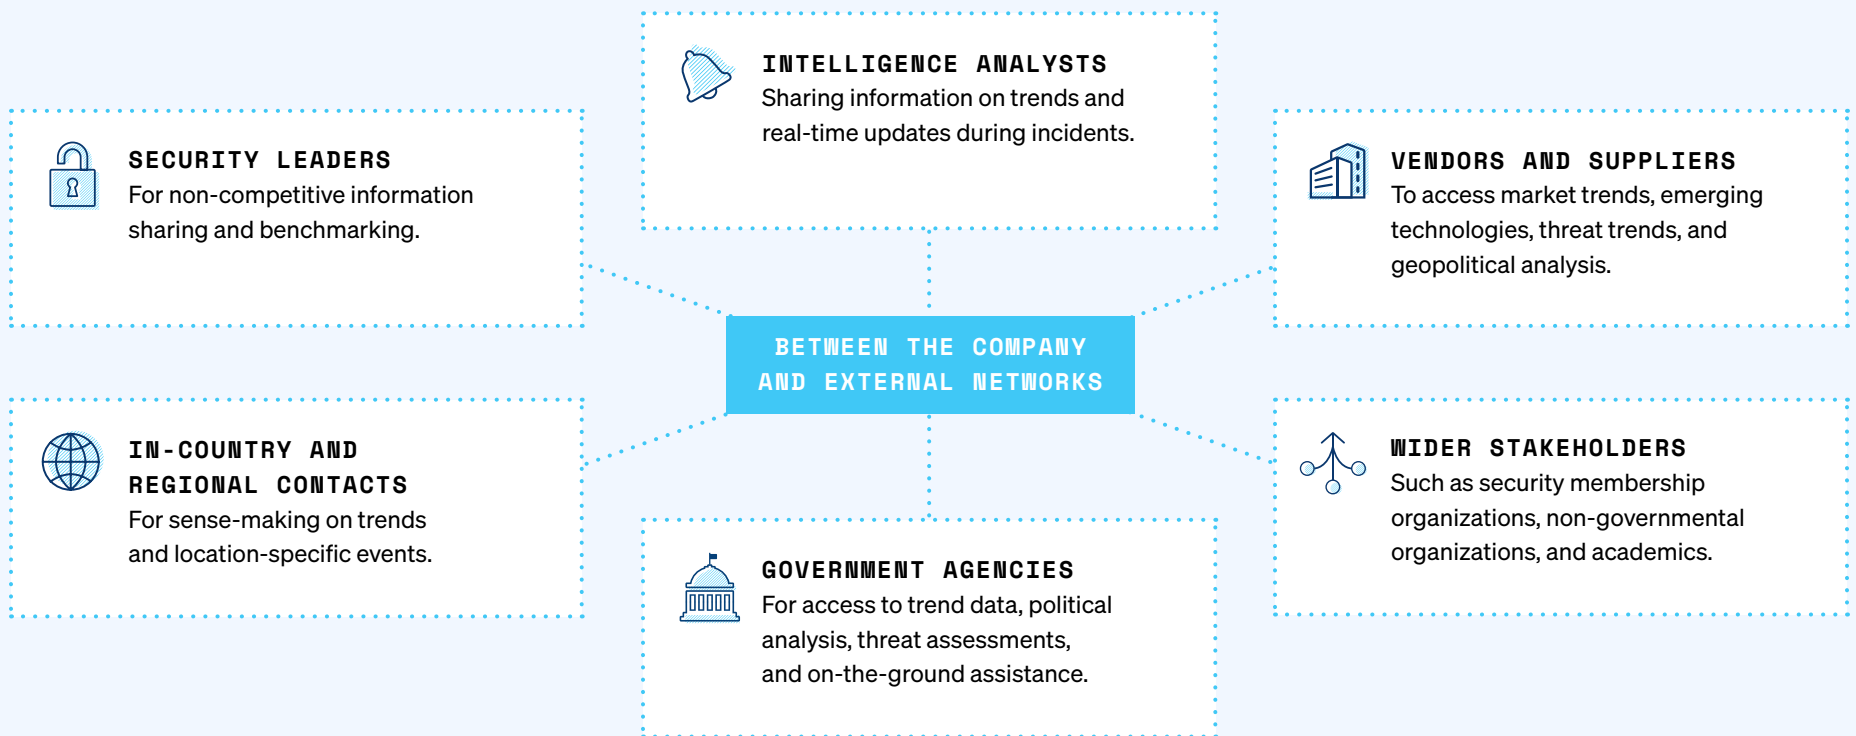 INTELLIGENCE ANALYSTS
Sharing information on trends and
real-time updates during incidents.
SECURITY LEADERS
For non-competitive information
sharing and benchmarking.
VENDORS AND SUPPLIERS
To access market trends, emerging
technologies, threat trends, and
geopolitical analysis.
BETWEEN THE COMPANY
AND EXTERNAL NETWORKS
IN-COUNTRY AND
REGIONAL CONTACTS
For sense-making on trends
and location-specific events.
WIDER STAKEHOLDERS
Such as security membership
organizations, non-governmental
organizations, and academics.
GOVERNMENT AGENCIES
For access to trend data, political
analysis, threat assessments,
and on-the-ground assistance.